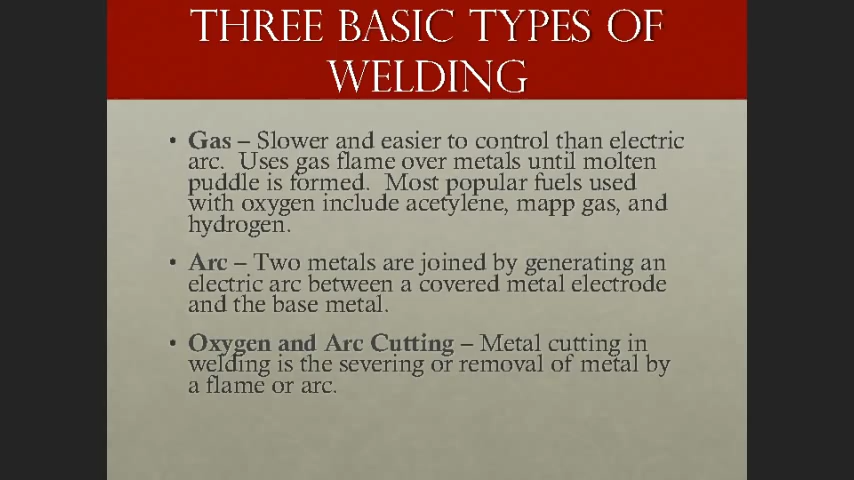 THREE BASIC TYPES OF
WELDING
• Gas – Slower and easier to control than electric
arc.  Uses gas flame over metals until molten
puddle is formed.  Most popular fuels used
with oxygen include acetylene, mapp gas, and
hydrogen.
• Arc – Two metals are joined by generating an
electric arc between a covered metal electrode
and the base metal.
• Oxygen and Arc Cutting – Metal cutting in
welding is the severing or removal of metal by
a flame or arc.